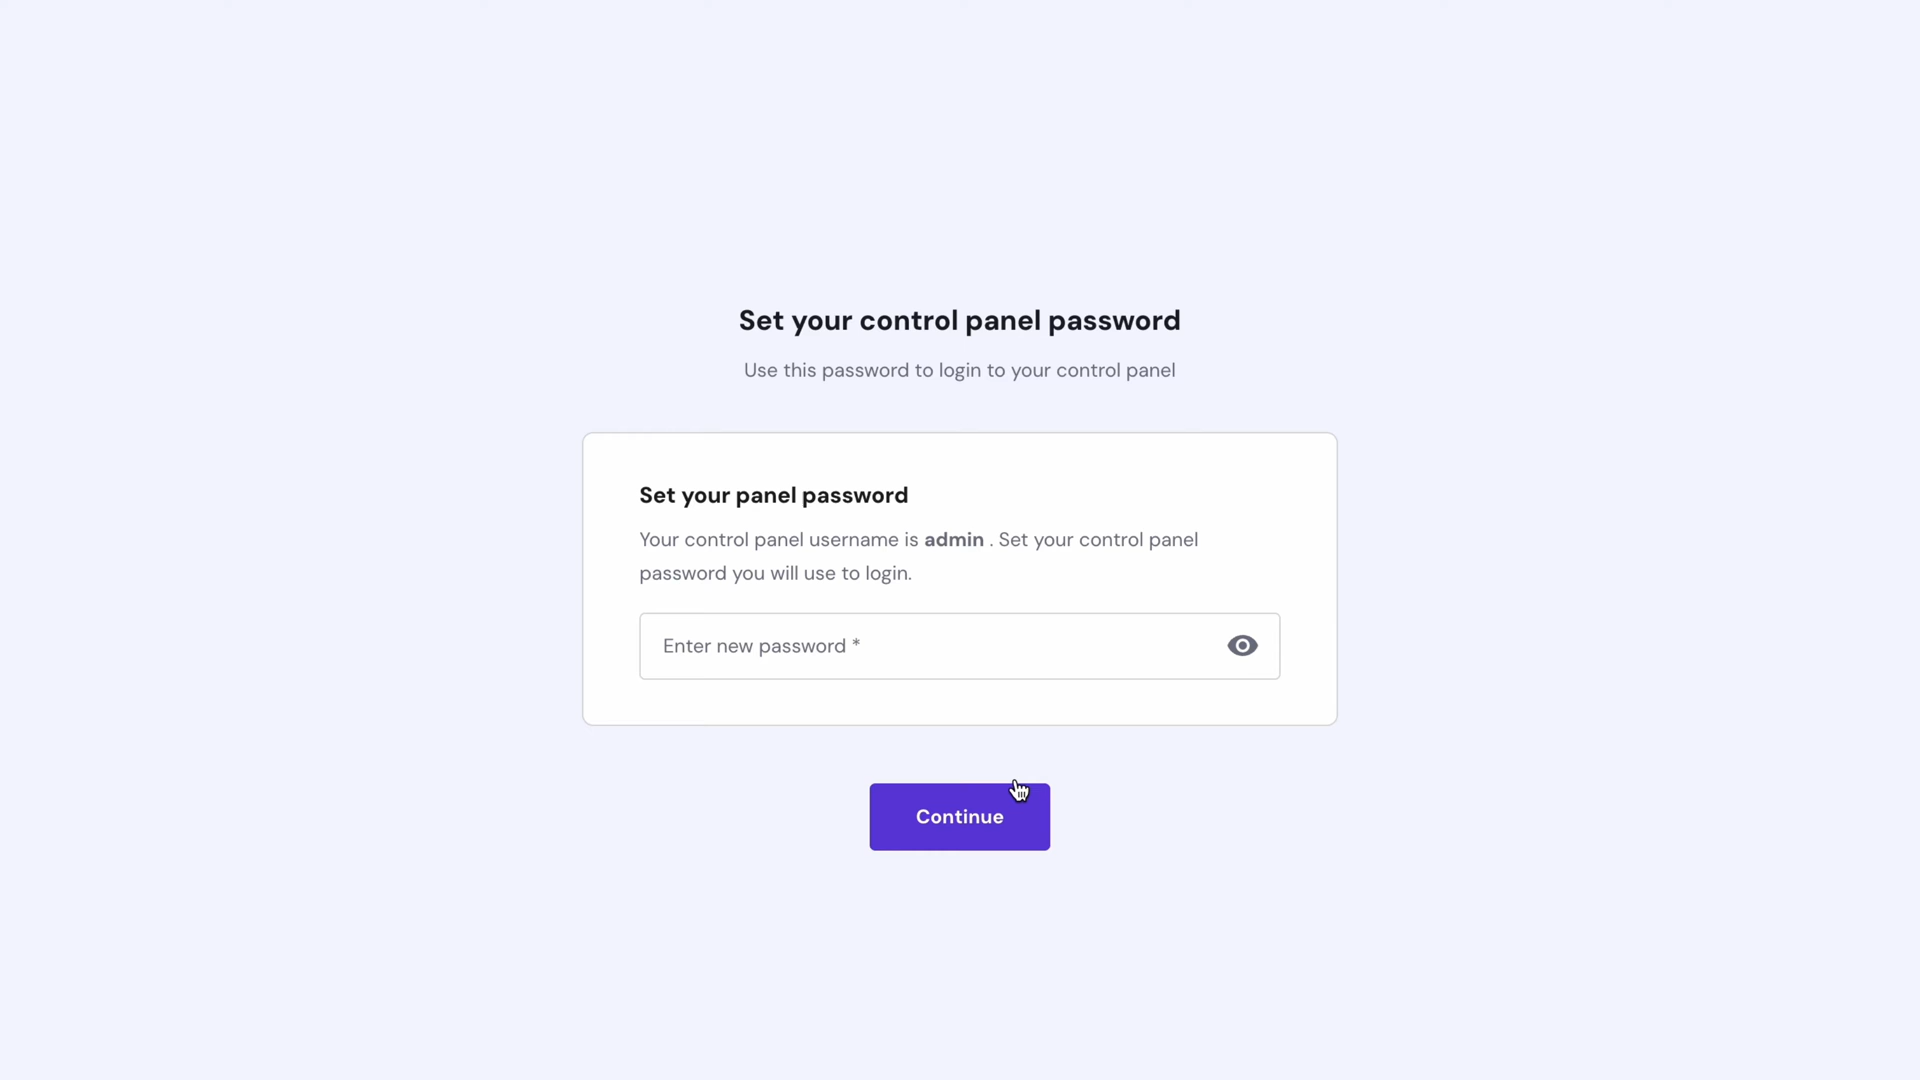 Set your control panel password
Use this password to login to your control panel
Set your panel password
Your control panel username is admin . Set your control panel
password you will use to login.
Enter new password *
Continue